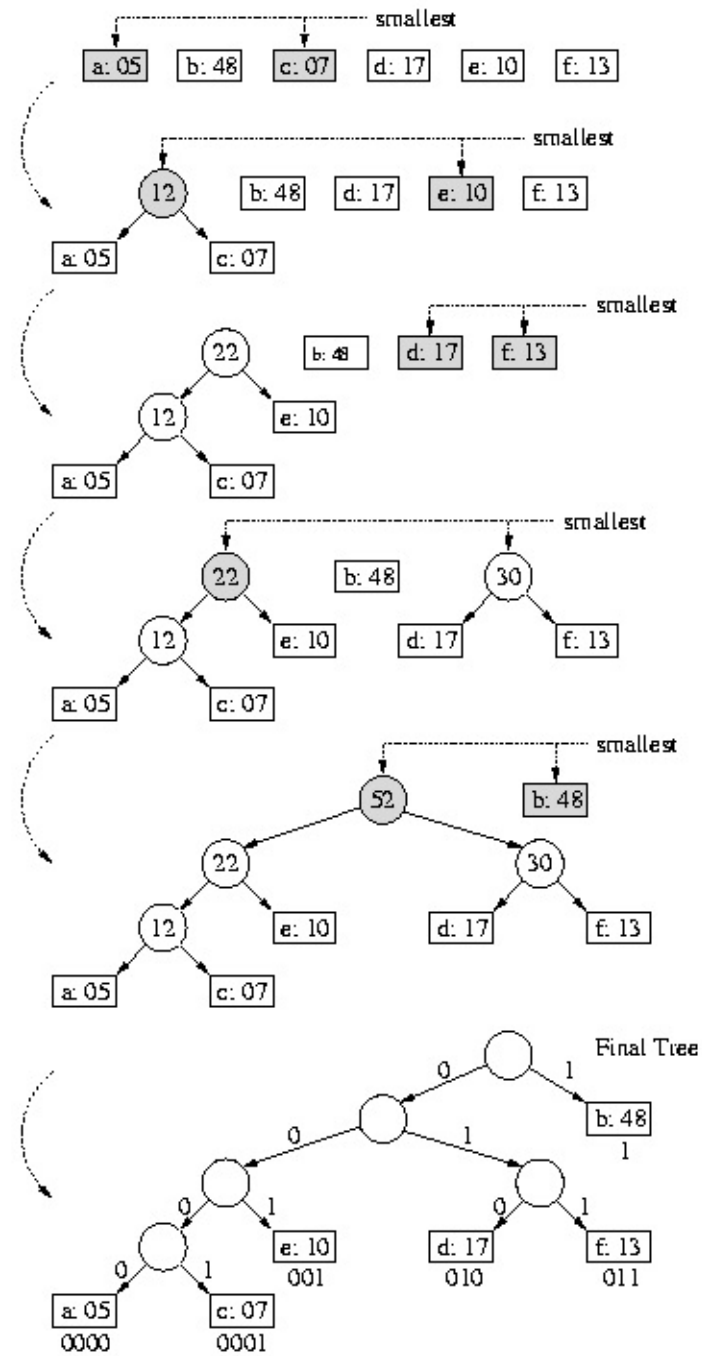 smallest
a: 05 b: 48 c: 07 d: 17 e: 10 f: 13
smallest
12 b: 48 d: 17 e: 10 f: 13
a: 05 c: 07
smallest
22 b: 48 d: 17 f: 13
12 e: 10
a: 05 c: 07
smallest
22 b: 48 30
12 e: 10 d: 17 f: 13
a: 05 c: 07
smallest
52 b: 48
22 30
12 e: 10 d: 17 f: 13
a: 05 c: 07
Final Tree
0 1
b: 48
0 1 1
0 1 0 1
e: 10 d: 17 f: 13
0 1 001 010 011
a: 05 c: 07
0000 0001